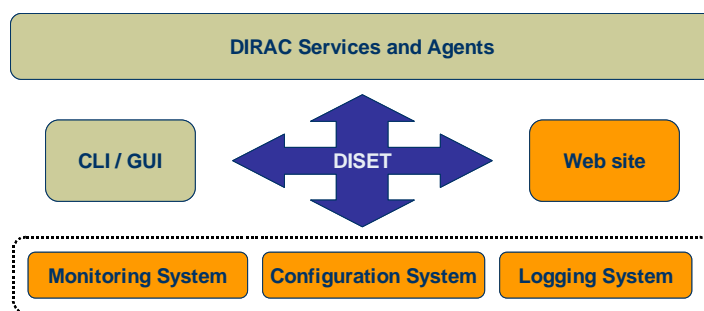 DIRAC Services and Agents
CLI / GUI
DISET
Web site
Monitoring System
Configuration System
Logging System